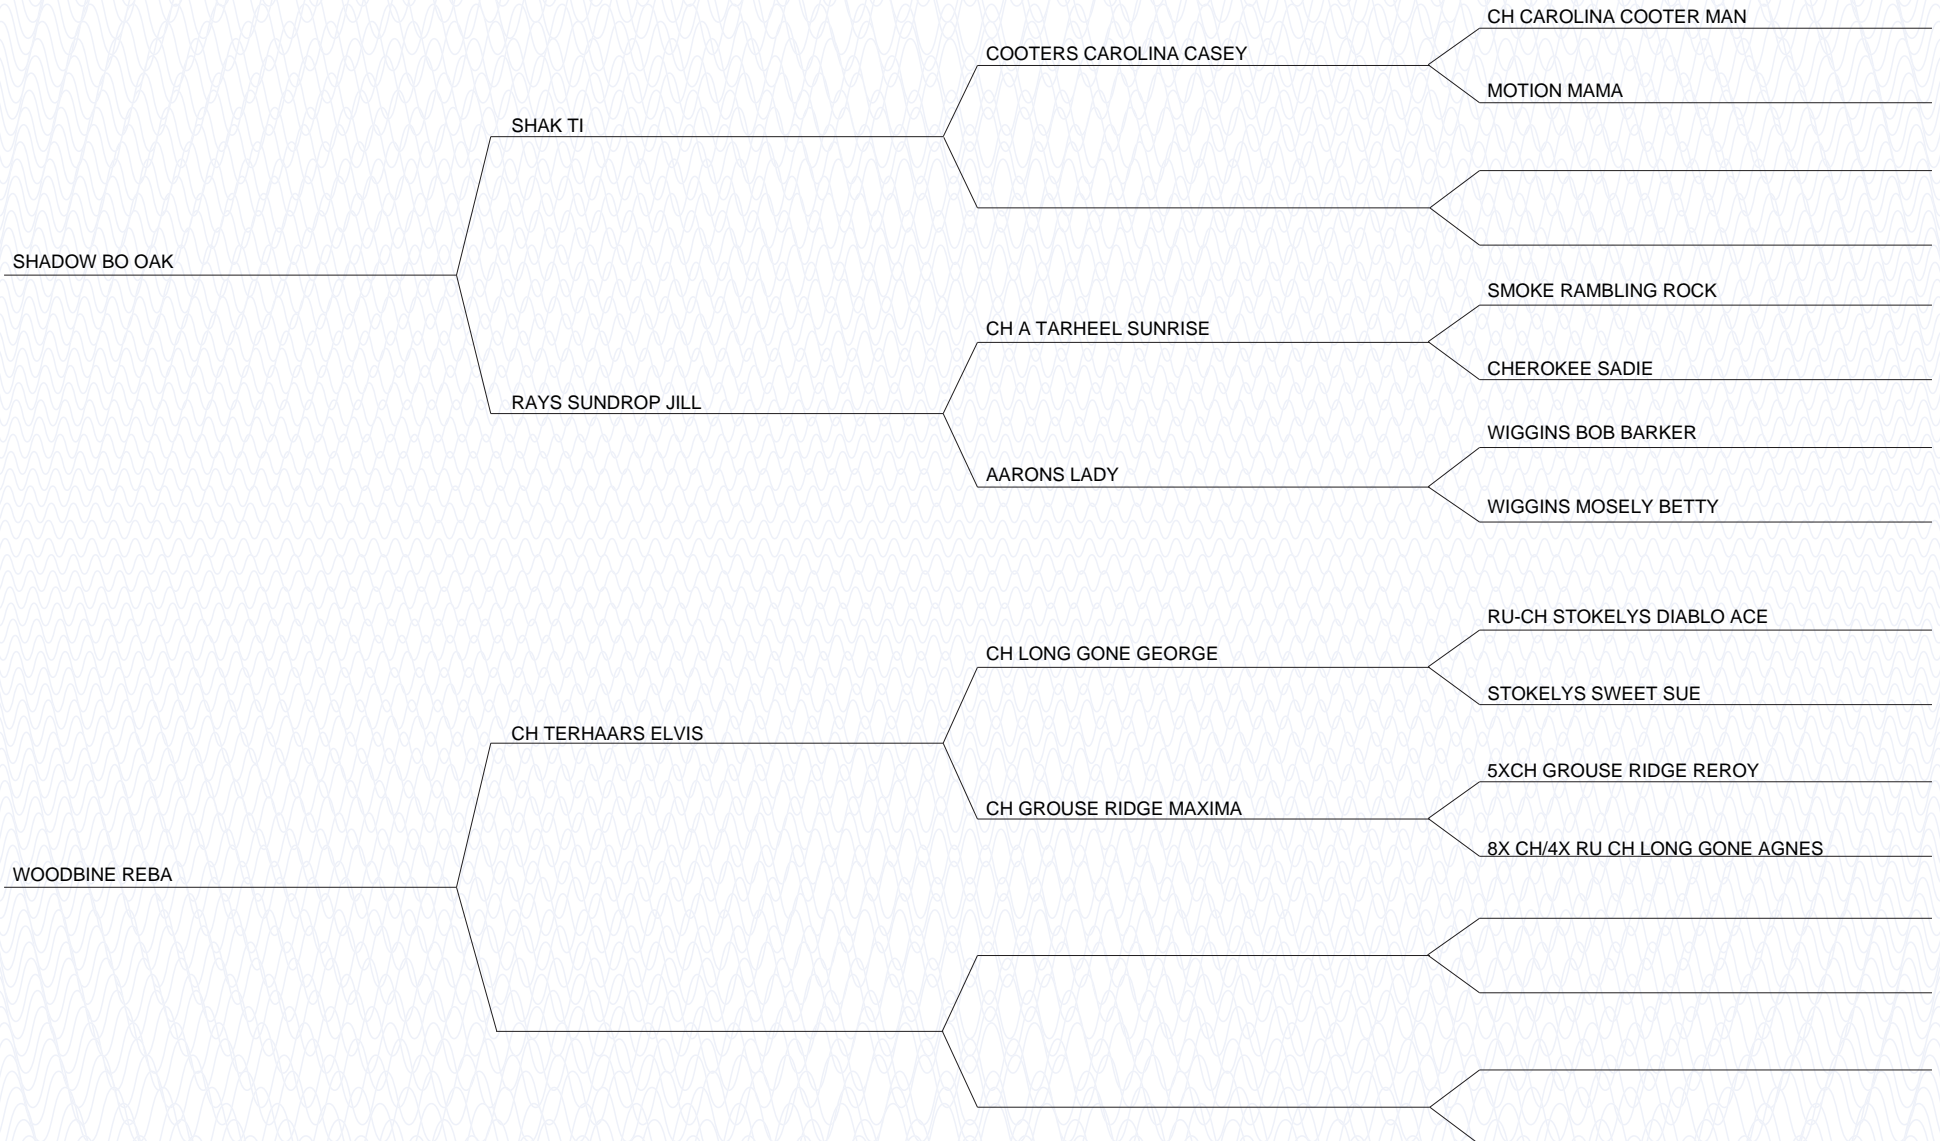 CH CAROLINA COOTER MAN
COOTERS CAROLINA CASEY
MOTION MAMA
SHAK TI
SHADOW BO OAK
SMOKE RAMBLING ROCK
CH A TARHEEL SUNRISE
CHEROKEE SADIE
RAYS SUNDROP JILL
WIGGINS BOB BARKER
AARONS LADY
WIGGINS MOSELY BETTY
RU-CH STOKELYS DIABLO ACE
CH LONG GONE GEORGE
STOKELYS SWEET SUE
CH TERHAARS ELVIS
5XCH GROUSE RIDGE REROY
CH GROUSE RIDGE MAXIMA
8X CH/4X RU CH LONG GONE AGNES
WOODBINE REBA